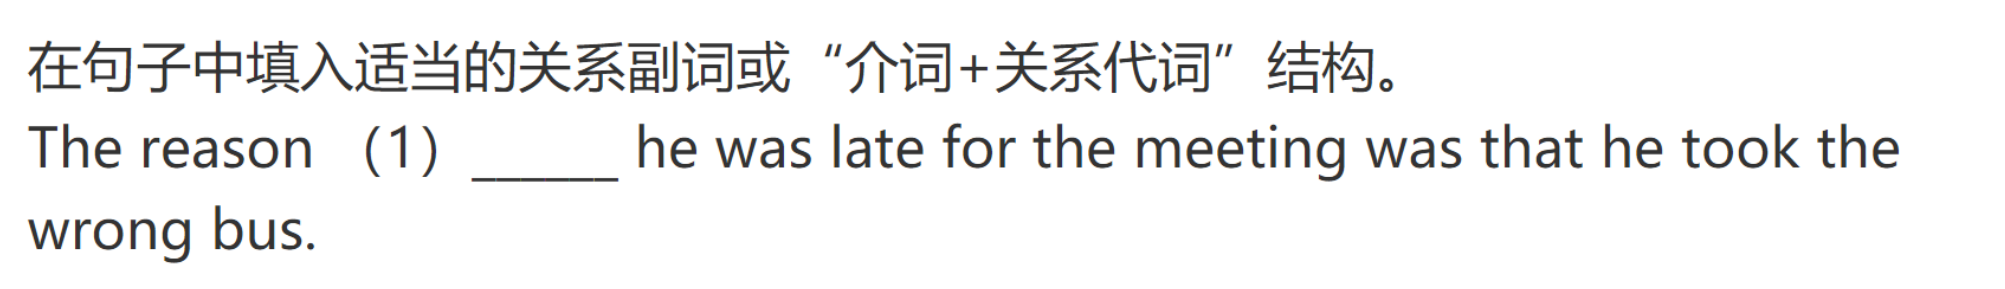 在句子中填入适当的关系副词或“介词+关系代词”结构。
The reason （1）______ he was late for the meeting was that he took the
wrong bus.